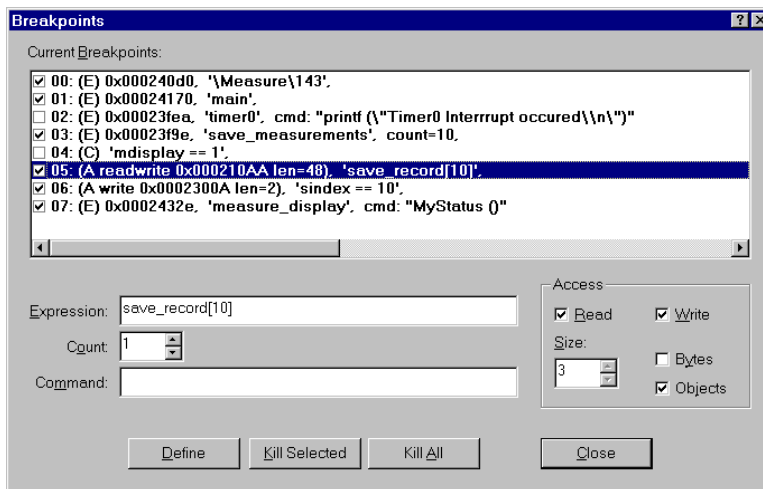 Breakpoints
Current Breakpoints:
00: (E) 0x000240d0, '\Measure\143',
01: (E) 0x00024170, 'main',
02: (E) 0x00023fea, 'timer0', cmd: "printf (\"Timer0 Interrrupt occured\\n\")"
03: (E) 0x00023f9e, 'save_measurements', count=10,
04: (C) 'mdisplay == 1',
05: (A readwrite 0x000210AA len=48), 'save_record[10]',
06: (A write 0x0002300A len=2), 'sindex == 10',
07: (E) 0x0002432e, 'measure_display', cmd: "MyStatus ()"
Access
Expression: save_record[10]
Read Write
Count: 1
Size:
3
Bytes
Command:
Objects
Define Kill Selected Kill All Close